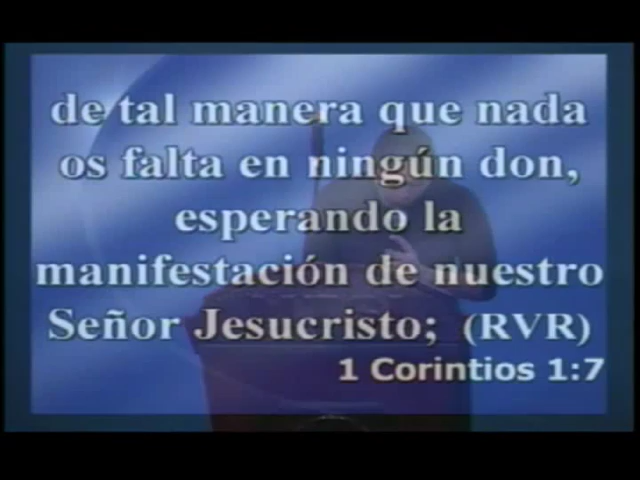 de tal manera que nada
os falta en ningún don,
esperando la
manifestación de nuestro
Señor Jesucristo; (RVR)
1 Corintios 1:7